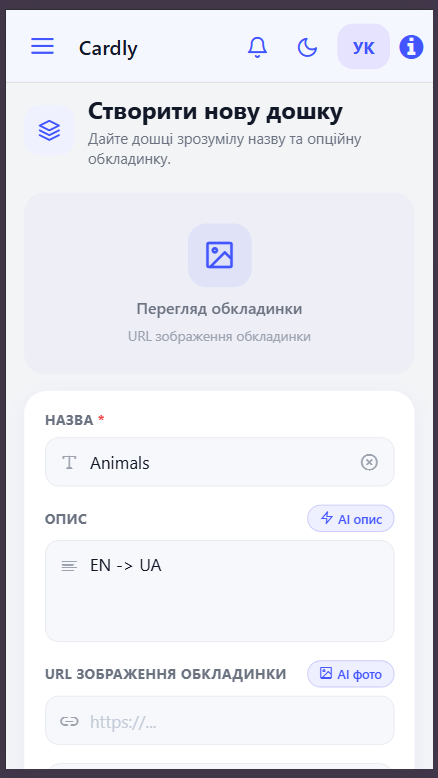 Cardly
УК
Створити нову дошку
Дайте дошці зрозумілу назву та опційну
обкладинку.
Перегляд обкладинки
URL зображення обкладинки
НАЗВА *
Animals
ОПИС
AI опис
EN -> UA
URL ЗОБРАЖЕННЯ ОБКЛАДИНКИ
AI фото
https://...